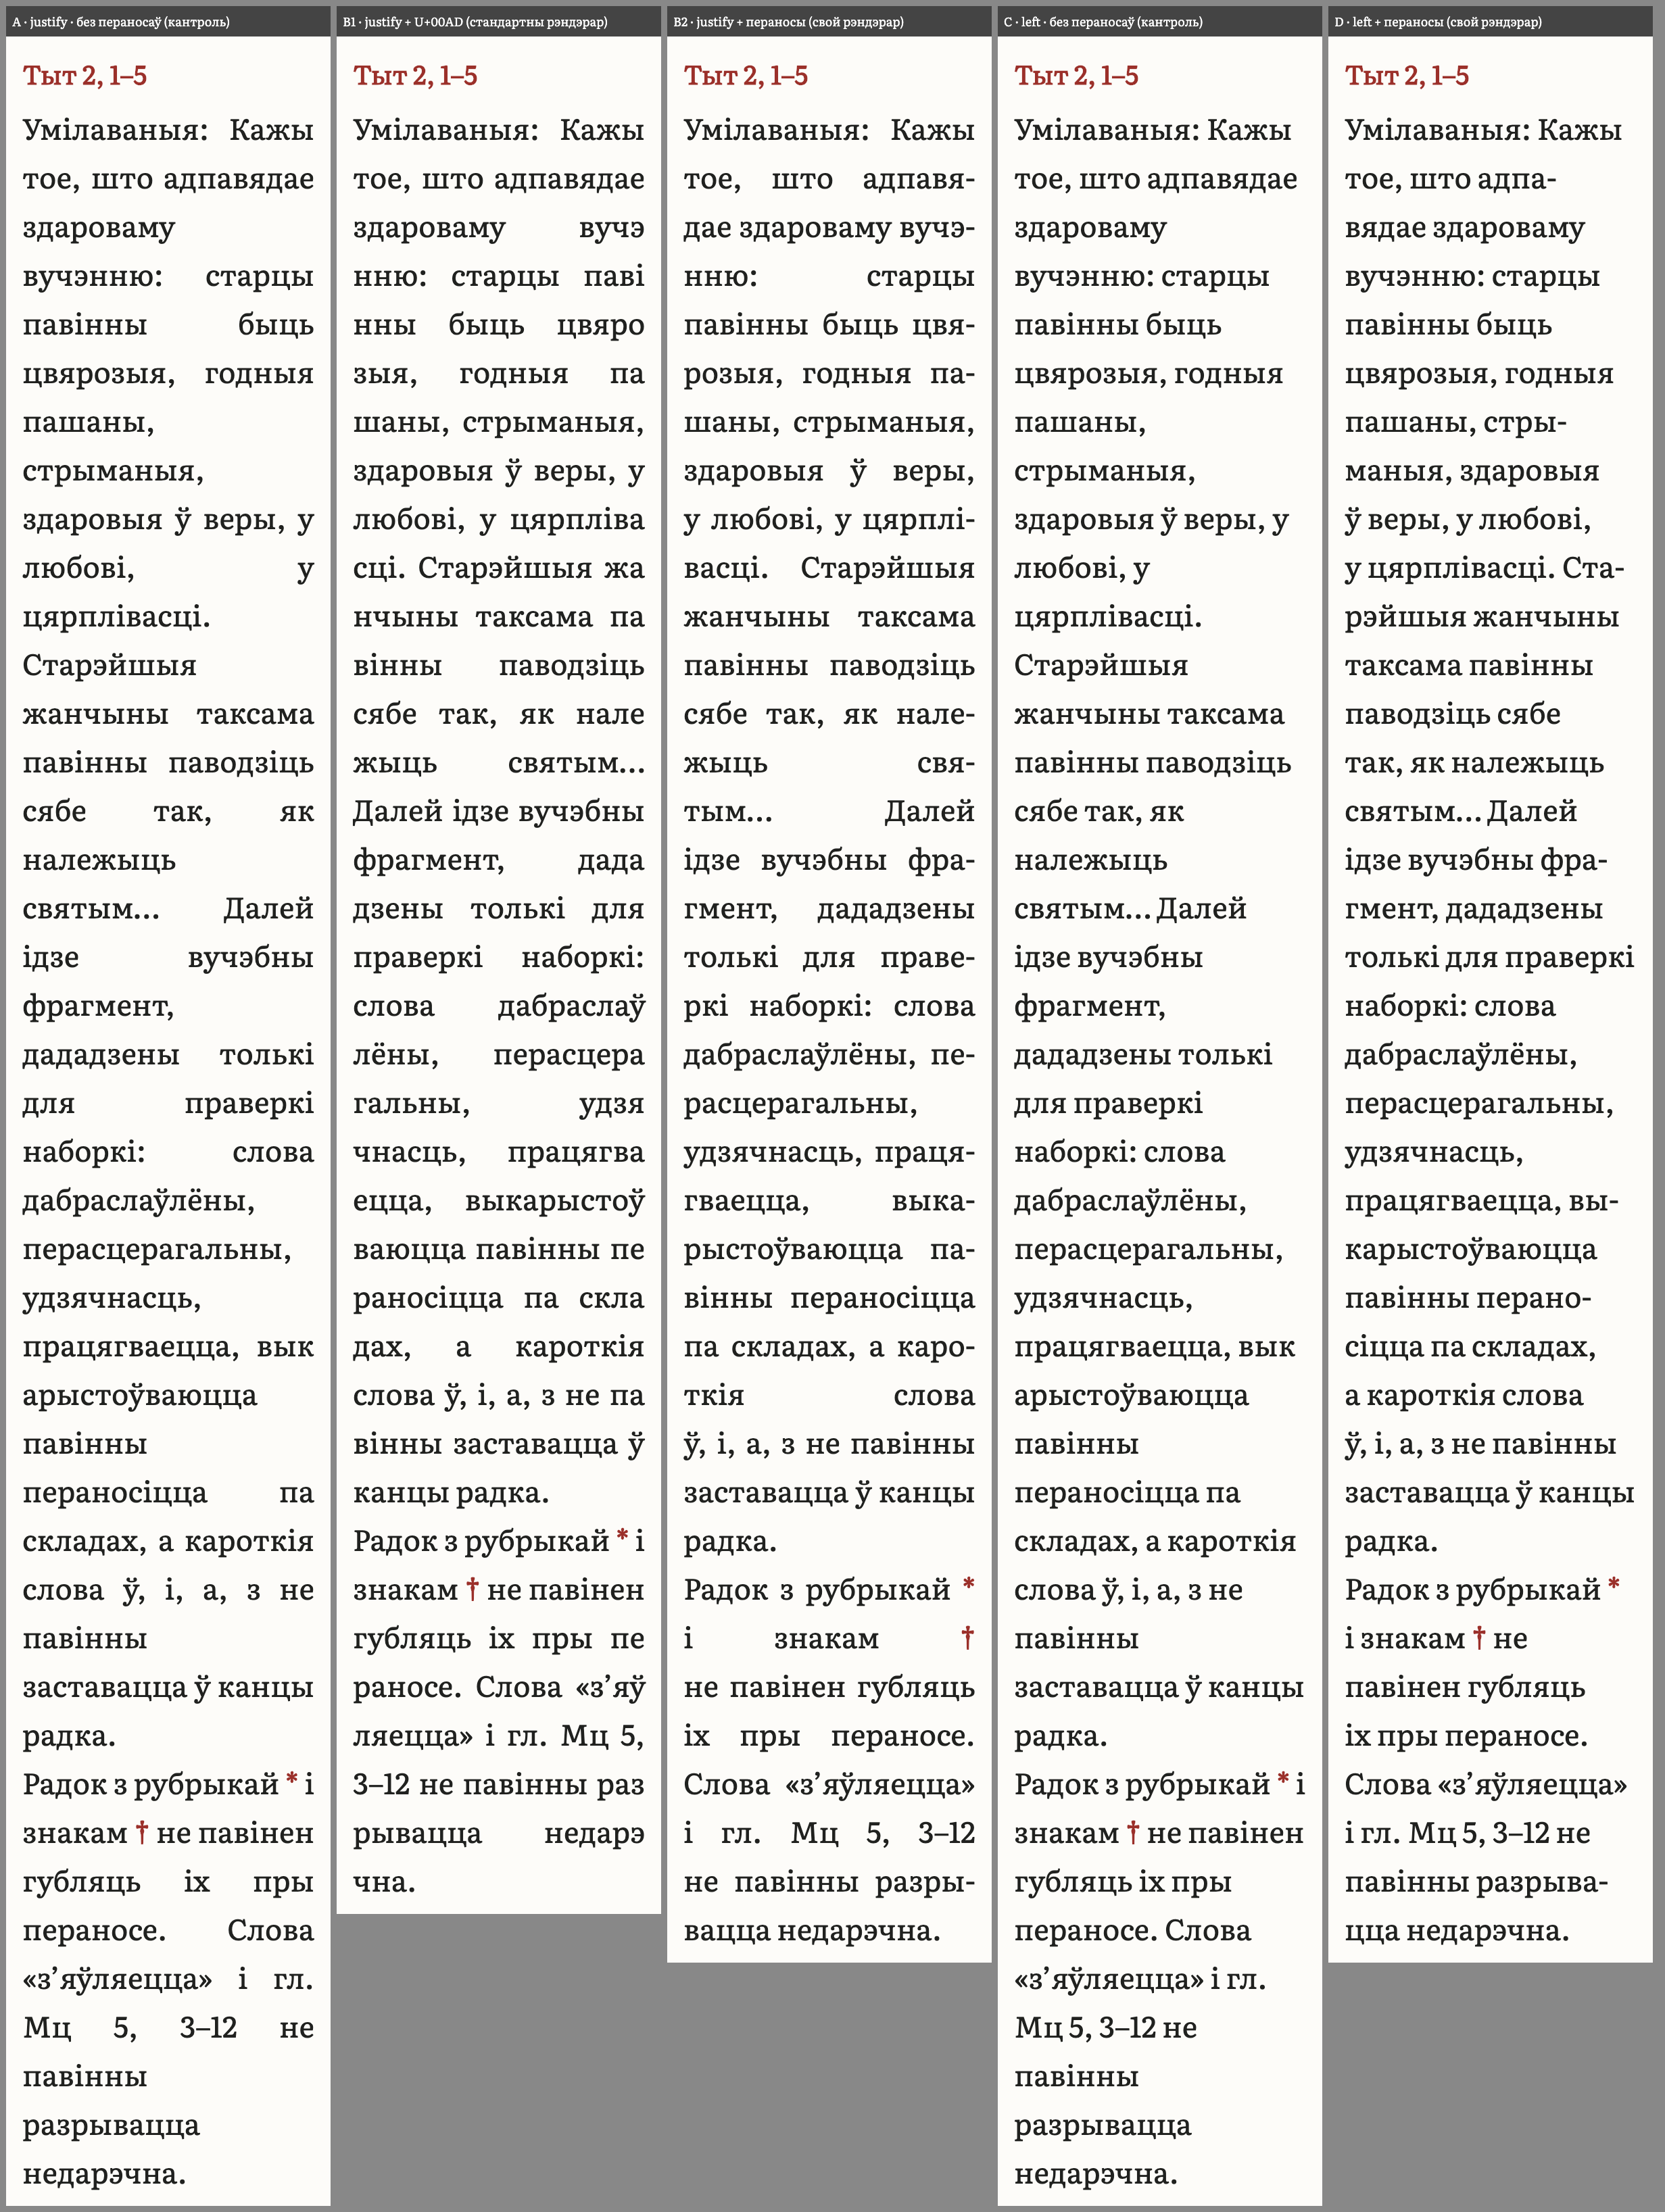 A · justify · без пераносаў (кантроль)
Тыт 2, 1–5
Умілаваныя: Кажы
тое, што адпавядае
здароваму
вучэнню: старцы
павінны быць
цвярозыя, годныя
пашаны,
стрыманыя,
здаровыя ў веры, у
любові, у
цярплівасці.
Старэйшыя
жанчыны таксама
павінны паводзіць
сябе так, як
належыць
святым… Далей
ідзе вучэбны
фрагмент,
дададзены толькі
для праверкі
наборкі: слова
дабраслаўлёны,
перасцерагальны,
удзячнасць,
працягваецца, вык
арыстоўваюцца
павінны
пераносіцца па
складах, а кароткія
слова ў, і, а, з не
павінны
заставацца ў канцы
радка.
Радок з рубрыкай * і
знакам † не павінен
губляць іх пры
пераносе. Слова
«з’яўляецца» і гл.
Мц 5, 3–12 не
павінны
разрывацца
недарэчна.
B1 · justify + U+00AD (стандартны рэндэрар)
Тыт 2, 1–5
Умілаваныя: Кажы
тое, што адпавядае
здароваму вучэ
нню: старцы паві
нны быць цвяро
зыя, годныя па
шаны, стрыманыя,
здаровыя ў веры, у
любові, у цярпліва
сці. Старэйшыя жа
нчыны таксама па
вінны паводзіць
сябе так, як нале
жыць святым…
Далей ідзе вучэбны
фрагмент, дада
дзены толькі для
праверкі наборкі:
слова дабраслаў
лёны, перасцера
гальны, удзя
чнасць, працягва
ецца, выкарыстоў
ваюцца павінны пе
раносіцца па скла
дах, а кароткія
слова ў, і, а, з не па
вінны заставацца ў
канцы радка.
Радок з рубрыкай * і
знакам † не павінен
губляць іх пры пе
раносе. Слова «з’яў
ляецца» і гл. Мц 5,
3–12 не павінны раз
рывацца недарэ
чна.
B2 · justify + пераносы (свой рэндэрар)
Тыт 2, 1–5
Умілаваныя: Кажы
тое, што адпавя-
дае здароваму вучэ-
нню: старцы
павінны быць цвя-
розыя, годныя па-
шаны, стрыманыя,
здаровыя ў веры,
у любові, у цярплі-
васці. Старэйшыя
жанчыны таксама
павінны паводзіць
сябе так, як нале-
жыць свя-
тым… Далей
ідзе вучэбны фра-
гмент, дададзены
толькі для праве-
ркі наборкі: слова
дабраслаўлёны, пе-
расцерагальны,
удзячнасць, праця-
гваецца, выка-
рыстоўваюцца па-
вінны пераносіцца
па складах, а каро-
ткія слова
ў, і, а, з не павінны
заставацца ў канцы
радка.
Радок з рубрыкай *
і знакам †
не павінен губляць
іх пры пераносе.
Слова «з’яўляецца»
і гл. Мц 5, 3–12
не павінны разры-
вацца недарэчна.
C · left · без пераносаў (кантроль)
Тыт 2, 1–5
Умілаваныя: Кажы
тое, што адпавядае
здароваму
вучэнню: старцы
павінны быць
цвярозыя, годныя
пашаны,
стрыманыя,
здаровыя ў веры, у
любові, у
цярплівасці.
Старэйшыя
жанчыны таксама
павінны паводзіць
сябе так, як
належыць
святым… Далей
ідзе вучэбны
фрагмент,
дададзены толькі
для праверкі
наборкі: слова
дабраслаўлёны,
перасцерагальны,
удзячнасць,
працягваецца, вык
арыстоўваюцца
павінны
пераносіцца па
складах, а кароткія
слова ў, і, а, з не
павінны
заставацца ў канцы
радка.
Радок з рубрыкай * і
знакам † не павінен
губляць іх пры
пераносе. Слова
«з’яўляецца» і гл.
Мц 5, 3–12 не
павінны
разрывацца
недарэчна.
D · left + пераносы (свой рэндэрар)
Тыт 2, 1–5
Умілаваныя: Кажы
тое, што адпа-
вядае здароваму
вучэнню: старцы
павінны быць
цвярозыя, годныя
пашаны, стры-
маныя, здаровыя
ў веры, у любові,
у цярплівасці. Ста-
рэйшыя жанчыны
таксама павінны
паводзіць сябе
так, як належыць
святым… Далей
ідзе вучэбны фра-
гмент, дададзены
толькі для праверкі
наборкі: слова
дабраслаўлёны,
перасцерагальны,
удзячнасць,
працягваецца, вы-
карыстоўваюцца
павінны перано-
сіцца па складах,
а кароткія слова
ў, і, а, з не павінны
заставацца ў канцы
радка.
Радок з рубрыкай *
і знакам † не
павінен губляць
іх пры пераносе.
Слова «з’яўляецца»
і гл. Мц 5, 3–12 не
павінны разрыва-
цца недарэчна.